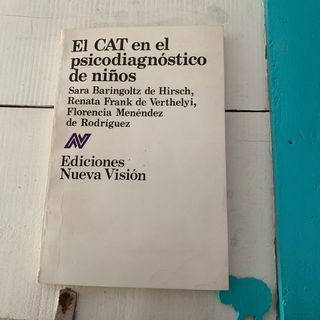 El CAT en el
psicodiagnóstico
de niños
Sara Baringoltz de Hirsch,
Renata Frank de Verthelyi,
Florencia Menéndez
de Rodríguez
Ediciones
Nueva Visión